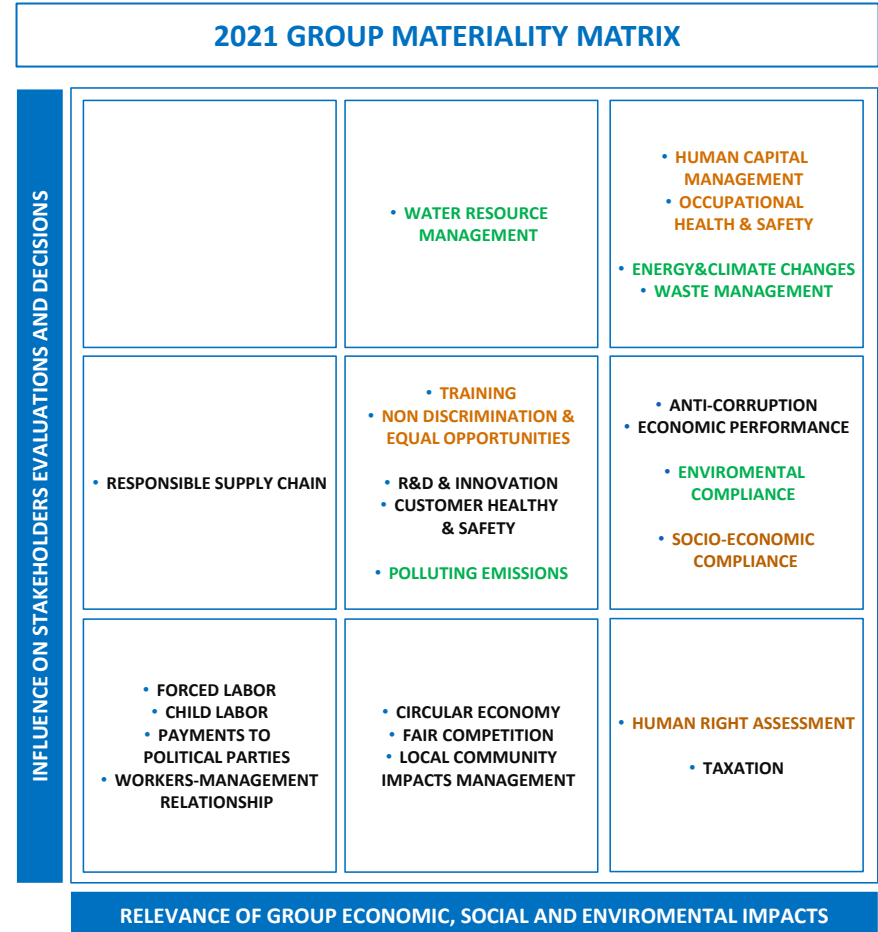 2021 GROUP MATERIALITY MATRIX
INFLUENCE ON STAKEHOLDERS EVALUATIONS AND DECISIONS
• WATER RESOURCE
MANAGEMENT
• HUMAN CAPITAL
MANAGEMENT
• OCCUPATIONAL
HEALTH & SAFETY
• ENERGY&CLIMATE CHANGES
• WASTE MANAGEMENT
• RESPONSIBLE SUPPLY CHAIN
• TRAINING
• NON DISCRIMINATION &
EQUAL OPPORTUNITIES
• R&D & INNOVATION
• CUSTOMER HEALTHY
& SAFETY
• POLLUTING EMISSIONS
• ANTI-CORRUPTION
• ECONOMIC PERFORMANCE
• ENVIROMENTAL
COMPLIANCE
• SOCIO-ECONOMIC
COMPLIANCE
• FORCED LABOR
• CHILD LABOR
• PAYMENTS TO
POLITICAL PARTIES
• WORKERS-MANAGEMENT
RELATIONSHIP
• CIRCULAR ECONOMY
• FAIR COMPETITION
• LOCAL COMMUNITY
IMPACTS MANAGEMENT
• HUMAN RIGHT ASSESSMENT
• TAXATION
RELEVANCE OF GROUP ECONOMIC, SOCIAL AND ENVIROMENTAL IMPACTS